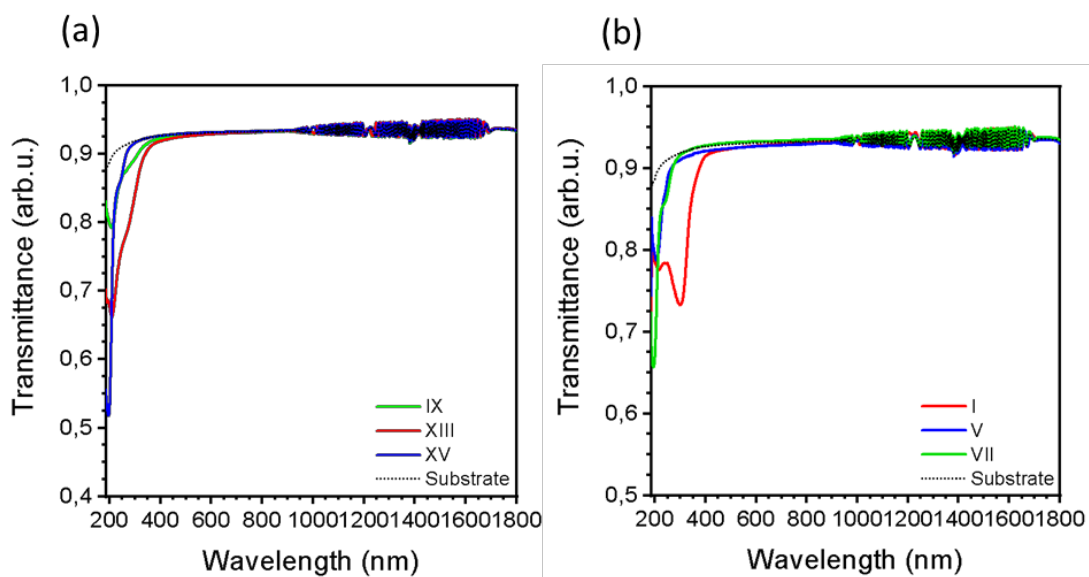 (a)
1,0
0,9
0,8
0,7
0,6
0,5
0,4
Transmittance (arb.u.)
IX
XIII
XV
Substrate
200 400 600 800 1000 1200 1400 1600 1800
Wavelength (nm)
(b)
1,0
0,9
0,8
0,7
0,6
0,5
Transmittance (arb.u.)
I
V
VII
Substrate
200 400 600 800 1000 1200 1400 1600 1800
Wavelength (nm)